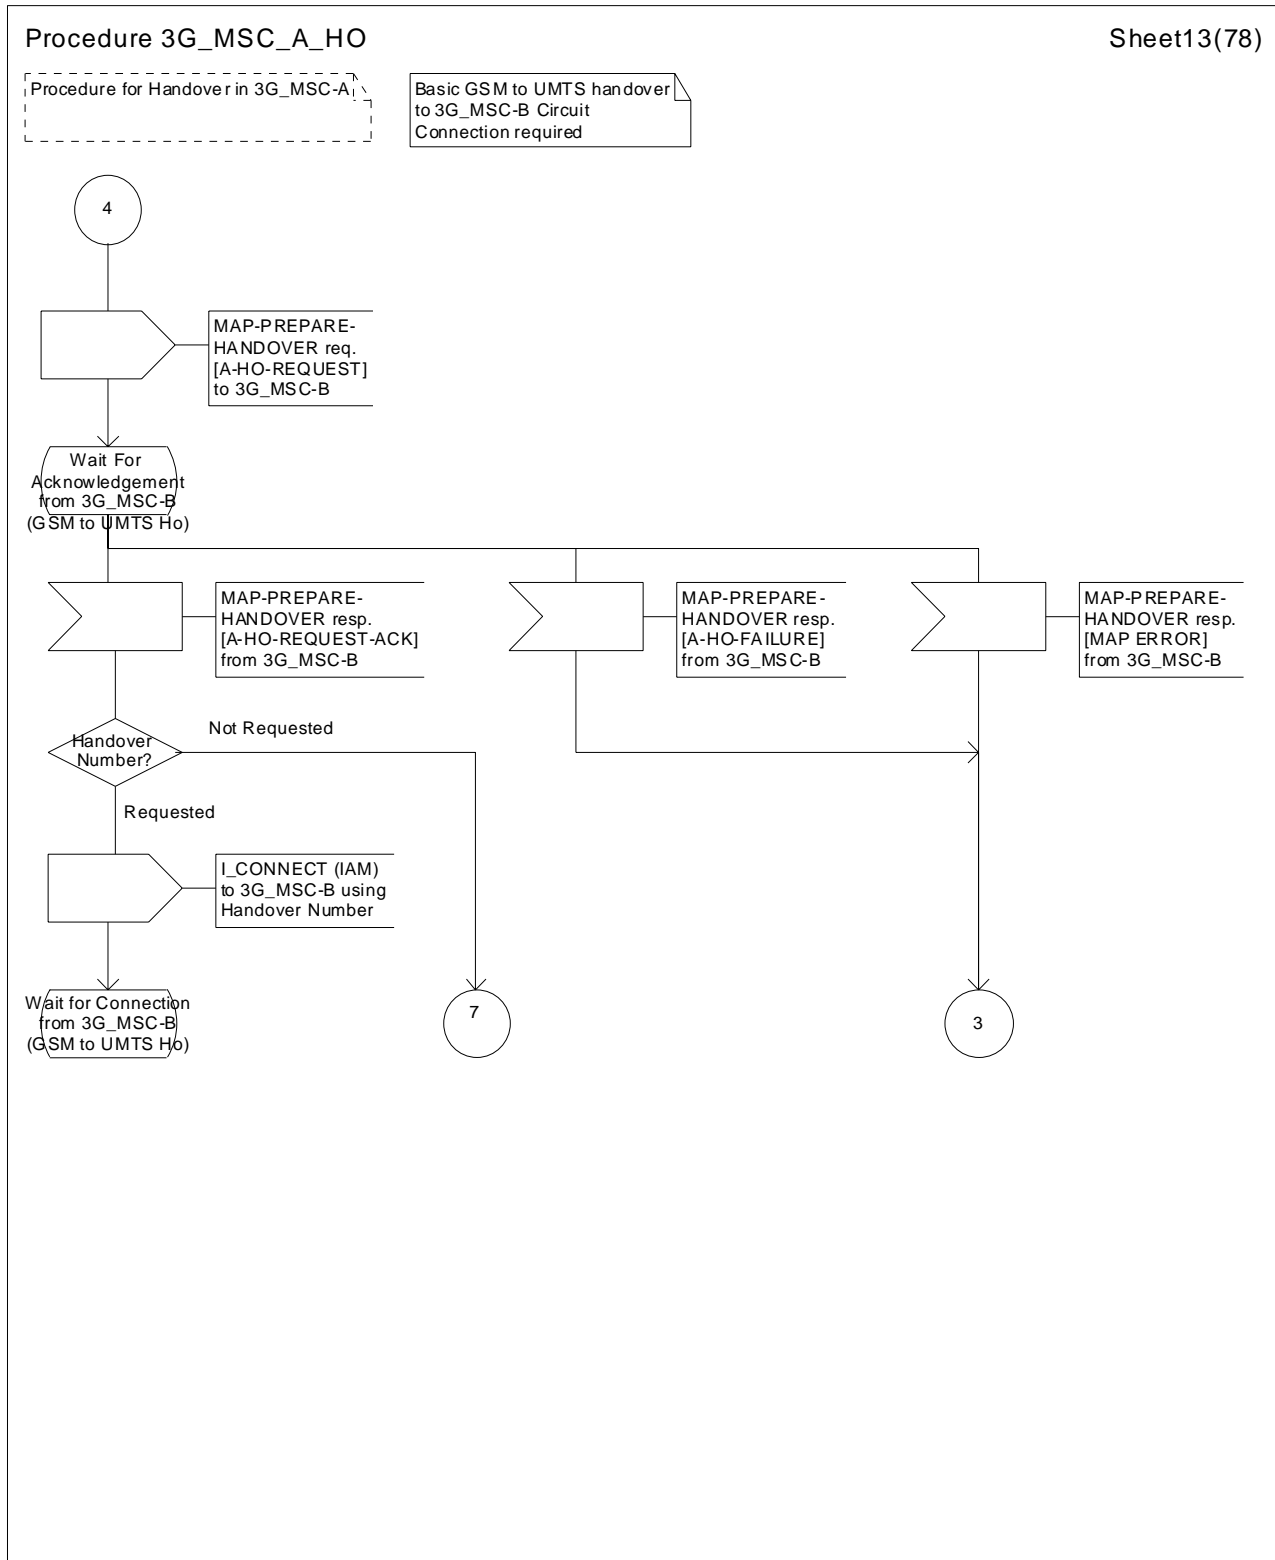 Procedure 3G_MSC_A_HO
Sheet13(78)
Procedure for Handover in 3G_MSC-A
Basic GSM to UMTS handover
to 3G_MSC-B Circuit
Connection required
4
MAP-PREPARE-
HANDOVER req.
[A-HO-REQUEST]
to 3G_MSC-B
Wait For
Acknowledgement
from 3G_MSC-B
(GSM to UMTS Ho)
MAP-PREPARE-
HANDOVER resp.
[A-HO-REQUEST-ACK]
from 3G_MSC-B
MAP-PREPARE-
HANDOVER resp.
[A-HO-FAILURE]
from 3G_MSC-B
MAP-PREPARE-
HANDOVER resp.
[MAP ERROR]
from 3G_MSC-B
Handover
Number?
Not Requested
Requested
I_CONNECT (IAM)
to 3G_MSC-B using
Handover Number
Wait for Connection
from 3G_MSC-B
(GSM to UMTS Ho)
7
3